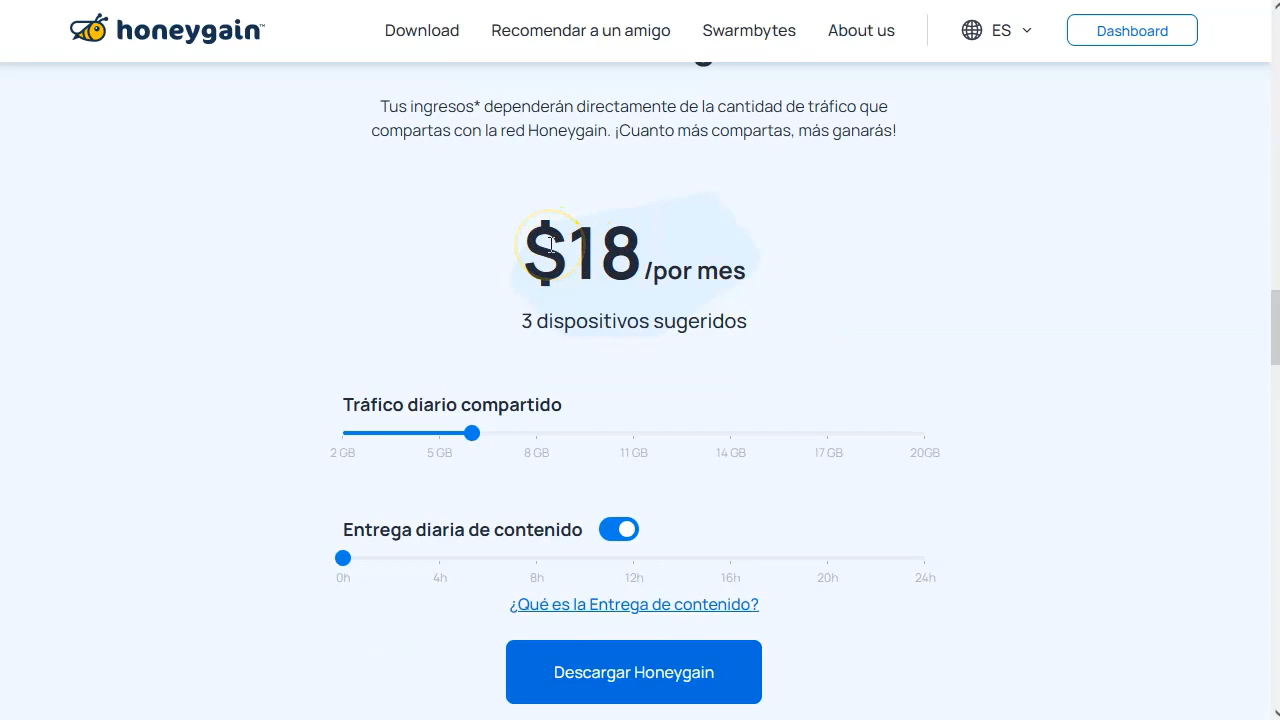 honeygain™
Download
Recomendar a un amigo
Swarmbytes
About us
ES
Dashboard
Tus ingresos* dependerán directamente de la cantidad de tráfico que
compartas con la red Honeygain. ¡Cuanto más compartas, más ganarás!
$18 /por mes
3 dispositivos sugeridos
Tráfico diario compartido
2 GB 5 GB 8 GB 11 GB 14 GB 17 GB 20GB
Entrega diaria de contenido
0h 4h 8h 12h 16h 20h 24h
¿Qué es la Entrega de contenido?
Descargar Honeygain